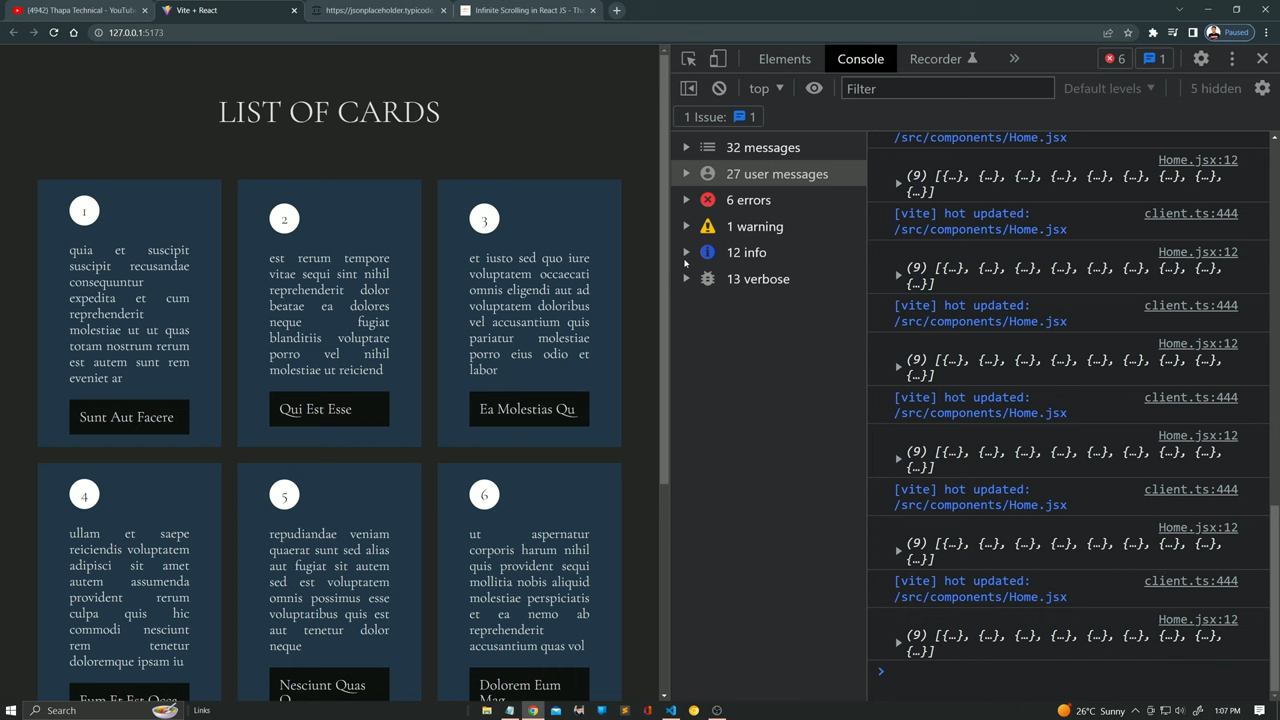 (4942) Thapa Technical - YouTub
Vite + React
https://jsonplaceholder.typicode
Infinite Scrolling in React JS - Tha
127.0.0.1:5173
Paused
LIST OF CARDS
1
quia et suscipit
suscipit recusandae
consequuntur
expedita et cum
reprehenderit
molestiae ut ut quas
totam nostrum rerum
est autem sunt rem
eveniet ar
Sunt Aut Facere
2
est rerum tempore
vitae sequi sint nihil
reprehenderit dolor
beatae ea dolores
neque fugiat
blanditiis voluptate
porro vel nihil
molestiae ut reiciend
Qui Est Esse
3
et iusto sed quo iure
voluptatem occaecati
omnis eligendi aut ad
voluptatem doloribus
vel accusantium quis
pariatur molestiae
porro eius odio et
labor
Ea Molestias Qu
4
ullam et saepe
reiciendis voluptatem
adipisci sit amet
autem assumenda
provident rerum
culpa quis hic
commodi nesciunt
rem tenetur
doloremque ipsam iu
Eum Et Est Occa
5
repudiandae veniam
quaerat sunt sed alias
aut fugiat sit autem
sed est voluptatem
omnis possimus esse
voluptatibus quis est
aut tenetur dolor
neque
Nesciunt Quas
O
6
ut aspernatur
corporis harum nihil
quis provident sequi
mollitia nobis aliquid
molestiae perspiciatis
et ea nemo ab
reprehenderit
accusantium quas vol
Dolorem Eum
Mag
Elements
Console
Recorder
6
1
top
Filter
Default levels
5 hidden
1 Issue: 1
32 messages
27 user messages
6 errors
1 warning
12 info
13 verbose
/src/components/Home.jsx
Home.jsx:12
(9) [{…}, {…}, {…}, {…}, {…}, {…}, {…}, {…},
{…}]
[vite] hot updated: client.ts:444
/src/components/Home.jsx
Home.jsx:12
(9) [{…}, {…}, {…}, {…}, {…}, {…}, {…}, {…},
{…}]
[vite] hot updated: client.ts:444
/src/components/Home.jsx
Home.jsx:12
(9) [{…}, {…}, {…}, {…}, {…}, {…}, {…}, {…},
{…}]
[vite] hot updated: client.ts:444
/src/components/Home.jsx
Home.jsx:12
(9) [{…}, {…}, {…}, {…}, {…}, {…}, {…}, {…},
{…}]
[vite] hot updated: client.ts:444
/src/components/Home.jsx
Home.jsx:12
(9) [{…}, {…}, {…}, {…}, {…}, {…}, {…}, {…},
{…}]
[vite] hot updated: client.ts:444
/src/components/Home.jsx
Home.jsx:12
(9) [{…}, {…}, {…}, {…}, {…}, {…}, {…}, {…},
{…}]
Search
Links
26°C Sunny
1:07 PM